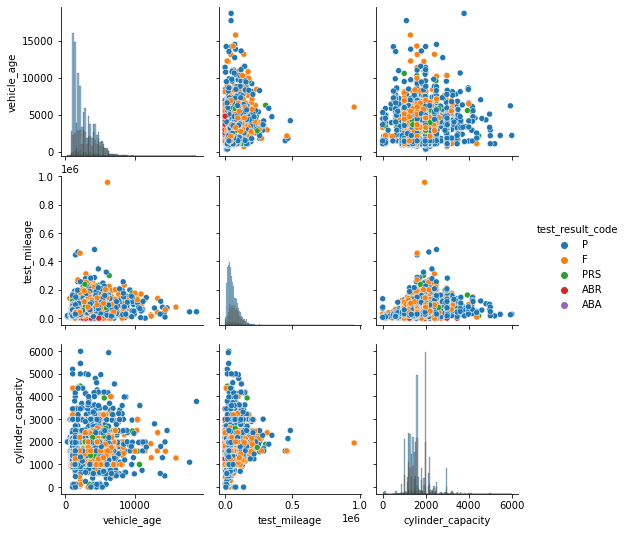 15000
10000
5000
0
vehicle_age
1e6
1.0
0.8
0.6
0.4
0.2
0.0
test_mileage
test_result_code
P
F
PRS
ABR
ABA
6000
5000
4000
3000
2000
1000
0
cylinder_capacity
0 10000
0.0 0.5 1.0
0 2000 4000 6000
1e6
vehicle_age test_mileage cylinder_capacity